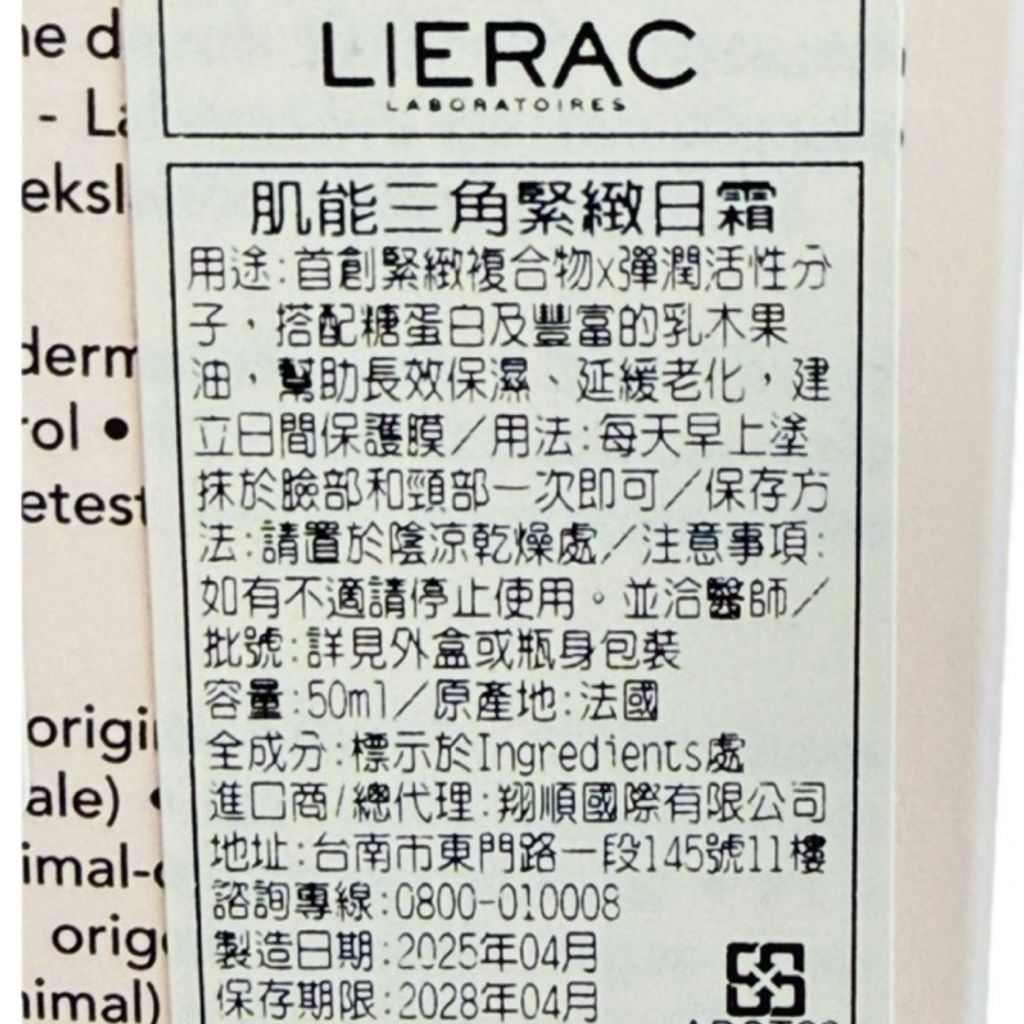 LIERAC
LABORATOIRES
肌能三角緊緻日霜
用途:首創緊緻複合物x彈潤活性分
子，搭配糖蛋白及豐富的乳木果
油，幫助長效保濕、延緩老化，建
立日間保護膜／用法:每天早上塗
抹於臉部和頸部一次即可／保存方
法:請置於陰涼乾燥處／注意事項:
如有不適請停止使用。並洽醫師／
批號:詳見外盒或瓶身包裝
容量:50ml／原產地:法國
全成分:標示於Ingredients處
進口商/總代理:翔順國際有限公司
地址:台南市東門路一段145號11樓
諮詢專線:0800-010008
製造日期:2025年04月
保存期限:2028年04月
ne d
- La
eksl
derm
rol •
etest
origi
ale) •
imal-
orig
nimal)